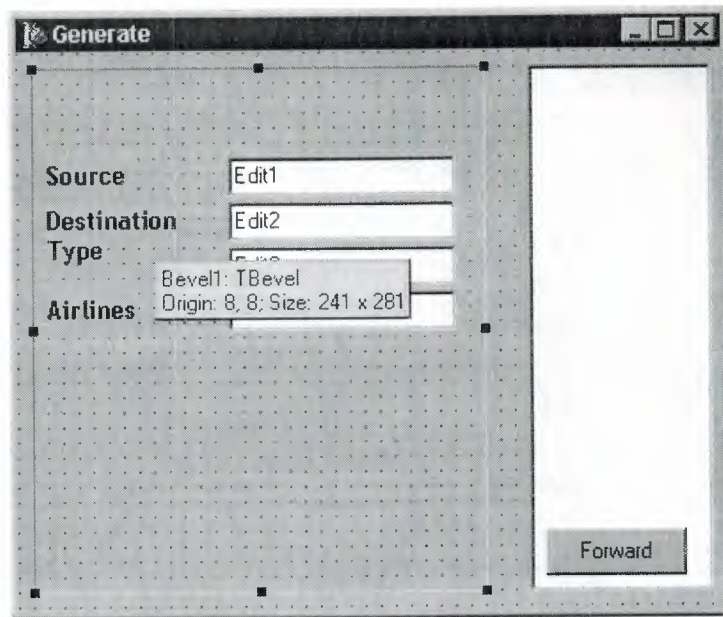 Generate
Source
Edit1
Destination
Edit2
Type
Bevel1: TBevel
Origin: 8, 8; Size: 241 x 281
Airlines
Forward